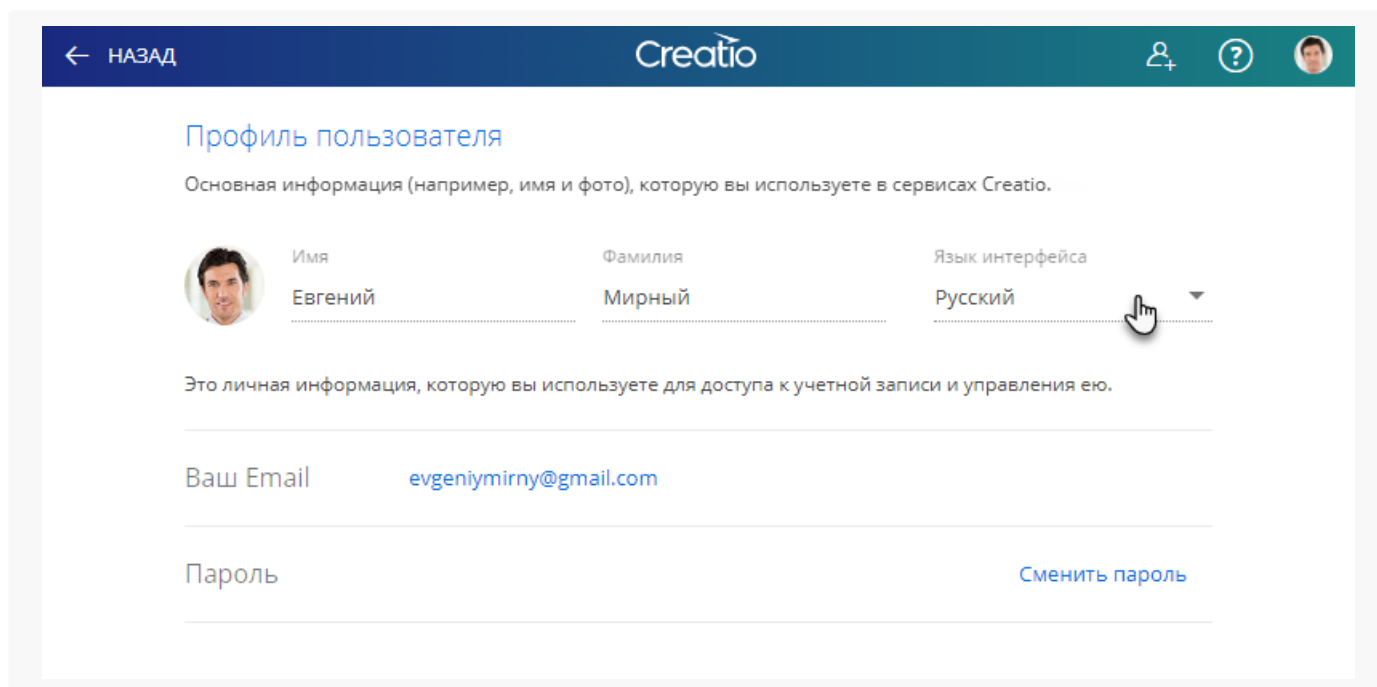 НАЗАД
Creatio
Профиль пользователя
Основная информация (например, имя и фото), которую вы используете в сервисах Creatio.
Имя
Фамилия
Язык интерфейса
Евгений
Мирный
Русский
Это личная информация, которую вы используете для доступа к учетной записи и управления ею.
Ваш Email
evgeniymirny@gmail.com
Пароль
Сменить пароль